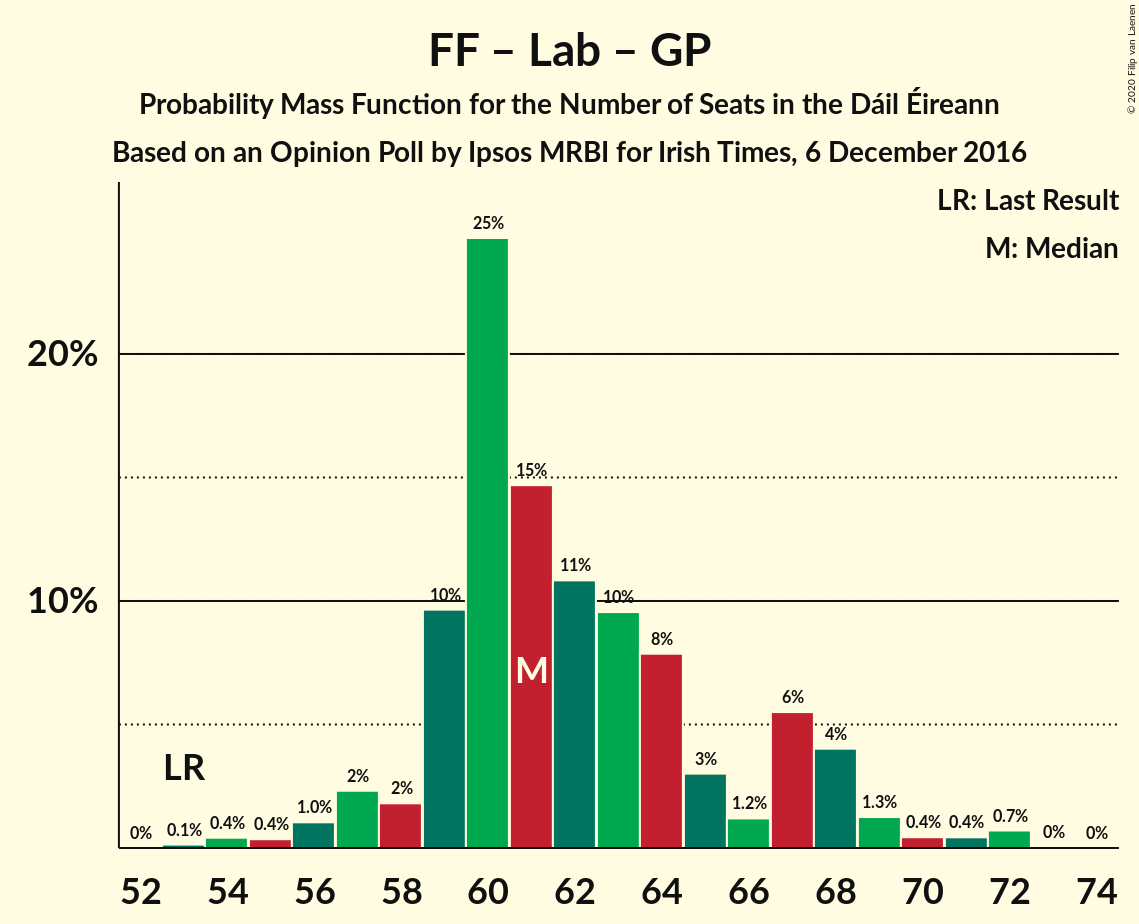 FF – Lab – GP
Probability Mass Function for the Number of Seats in the Dáil Éireann
Based on an Opinion Poll by Ipsos MRBI for Irish Times, 6 December 2016
© 2020 Filip van Laenen
LR: Last Result
M: Median
20%
10%
0%
0.1%
0.4%
0.4%
1.0%
2%
2%
10%
25%
15%
11%
10%
8%
3%
1.2%
6%
4%
1.3%
0.4%
0.4%
0.7%
0%
0%
LR
M
52 54 56 58 60 62 64 66 68 70 72 74